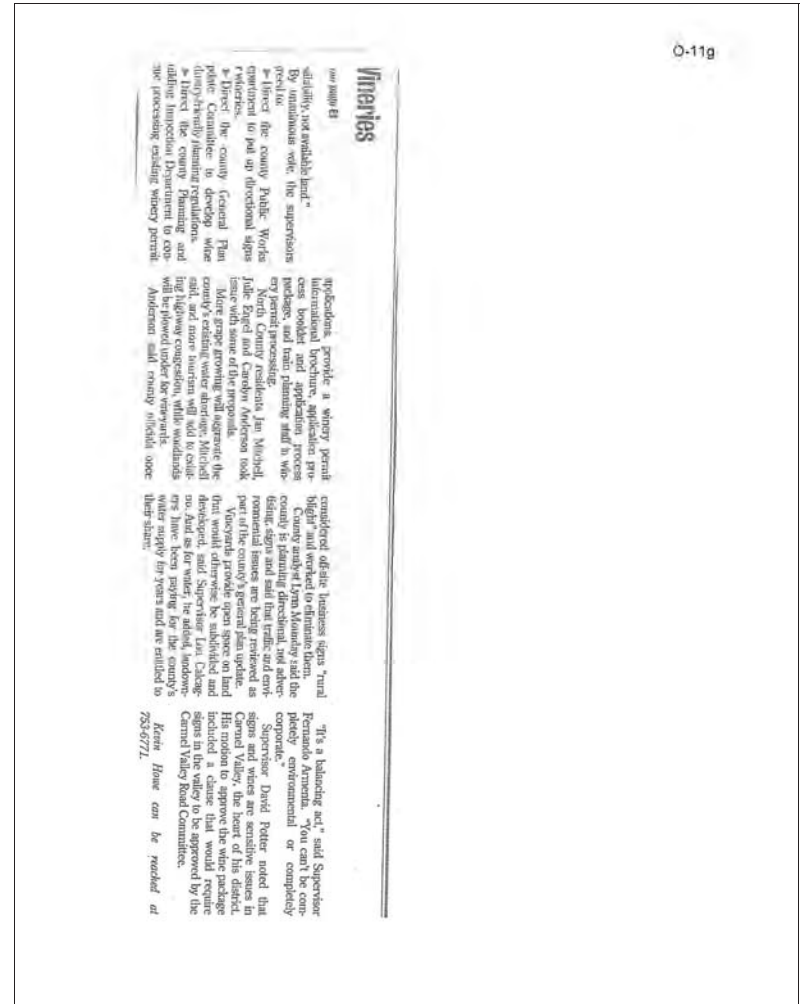 O-11g
Wineries
page
ailability, not available land."
By unanimous vote, the supervisors
greed to:
► Direct the county Public Works
epartment to put up directional signs
r wineries.
► Direct the county General Plan
pdate Committee to develop wine
dustry-friendly planning regulations.
► Direct the county Planning and
uilding Inspection Department to con-
nue processing existing winery permit
applications, provide a winery permit
informational brochure, application pro-
cess booklet and application process
package, and train planning staff in win-
ery permit processing.
North County residents Jan Mitchell,
Julie Engel and Carolyn Anderson took
issue with some of the proposals.
More grape growing will aggravate the
county's existing water shortage, Mitchell
said, and more tourism will add to exist-
ing highway congestion, while woodlands
will be plowed under for vineyards.
Anderson said county officials once
considered off-site business signs "rural
blight" and worked to eliminate them.
County analyst Lynn Mounday said the
county is planning directional, not adver-
tising, signs and said that traffic and envi-
ronmental issues are being reviewed as
part of the county's general plan update.
Vineyards provide open space on land
that would otherwise be subdivided and
developed, said Supervisor Lou Calcag-
no. And as for water, he added, landown-
ers have been paying for the county's
water supply for years and are entitled to
their share.
"It's a balancing act," said Supervisor
Fernando Armenta. "You can't be com-
pletely environmental or completely
corporate."
Supervisor David Potter noted that
signs and wines are sensitive issues in
Carmel Valley, the heart of his district.
His motion to approve the wine package
included a clause that would require
signs in the valley to be approved by the
Carmel Valley Road Committee.
Kevin Howe can be reached at
753-6771.